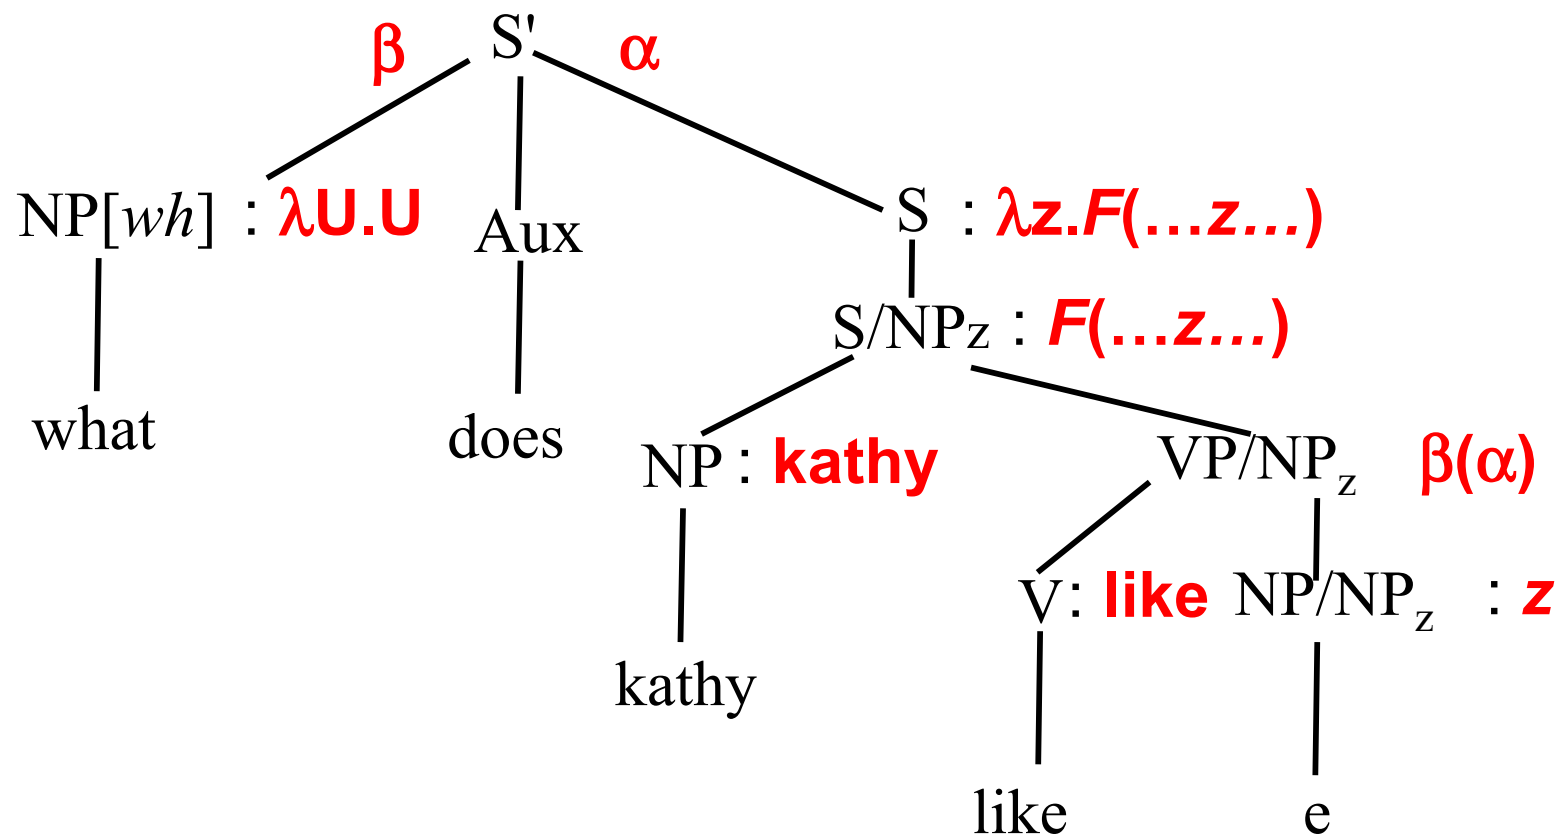 β S' α
NP[wh] : λU.U Aux S : λz.F(…z…)
S/NPz : F(…z…)
what does NP : kathy VP/NPz β(α)
V: like NP/NPz : z
kathy
like e